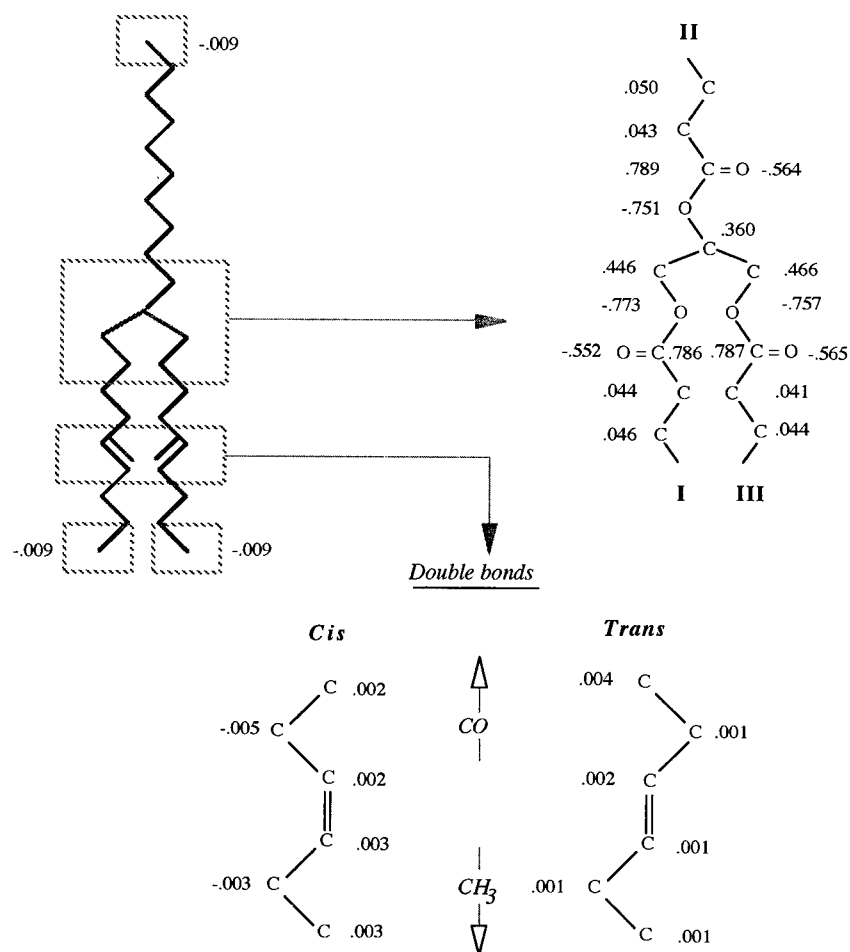 -.009
II
.050 C
.043 C
.789 C = O -.564
-.751 O
.360
C
.446 C C .466
-.773 O O -.757
-.552 O = C .786 .787 C = O -.565
.044 C C .041
.046 C C .044
I III
-.009 -.009
Double bonds
Cis Trans
C .002 .004 C
-.005 C CO C .001
C .002 .002 C
C .003 C .001
-.003 C CH3 .001 C
C .003 C .001